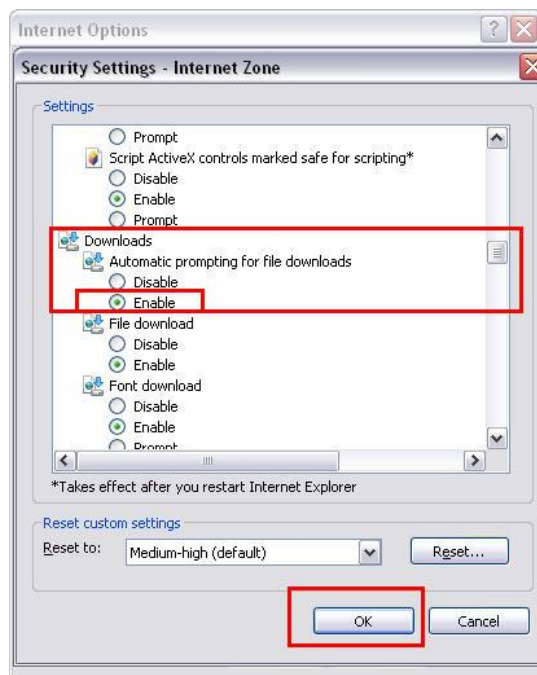 Internet Options
Security Settings - Internet Zone
Settings
Prompt
Script ActiveX controls marked safe for scripting*
Disable
Enable
Prompt
Downloads
Automatic prompting for file downloads
Disable
Enable
File download
Disable
Enable
Font download
Disable
Enable
Prompt
*Takes effect after you restart Internet Explorer
Reset custom settings
Reset to: Medium-high (default) Reset...
OK Cancel